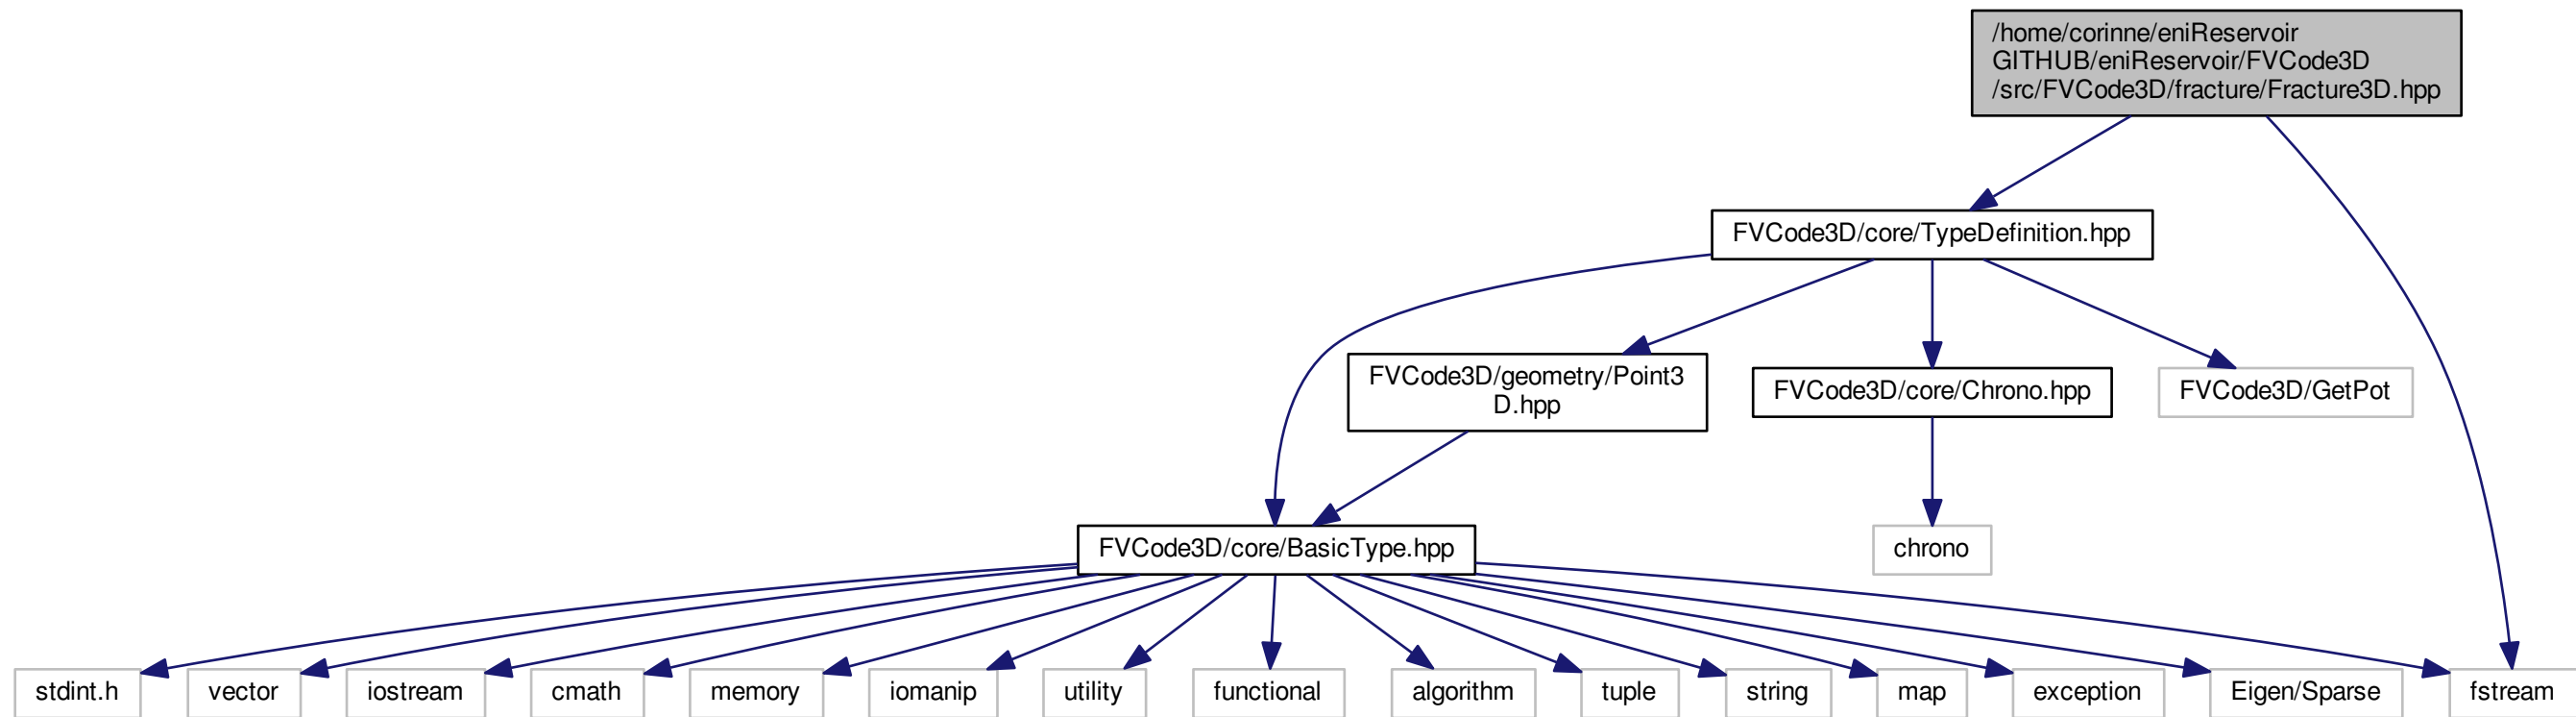 /home/corinne/eniReservoir
GITHUB/eniReservoir/FVCode3D
/src/FVCode3D/fracture/Fracture3D.hpp
FVCode3D/core/TypeDefinition.hpp
FVCode3D/geometry/Point3
D.hpp
FVCode3D/core/Chrono.hpp
FVCode3D/GetPot
FVCode3D/core/BasicType.hpp
chrono
stdint.h
vector
iostream
cmath
memory
iomanip
utility
functional
algorithm
tuple
string
map
exception
Eigen/Sparse
fstream